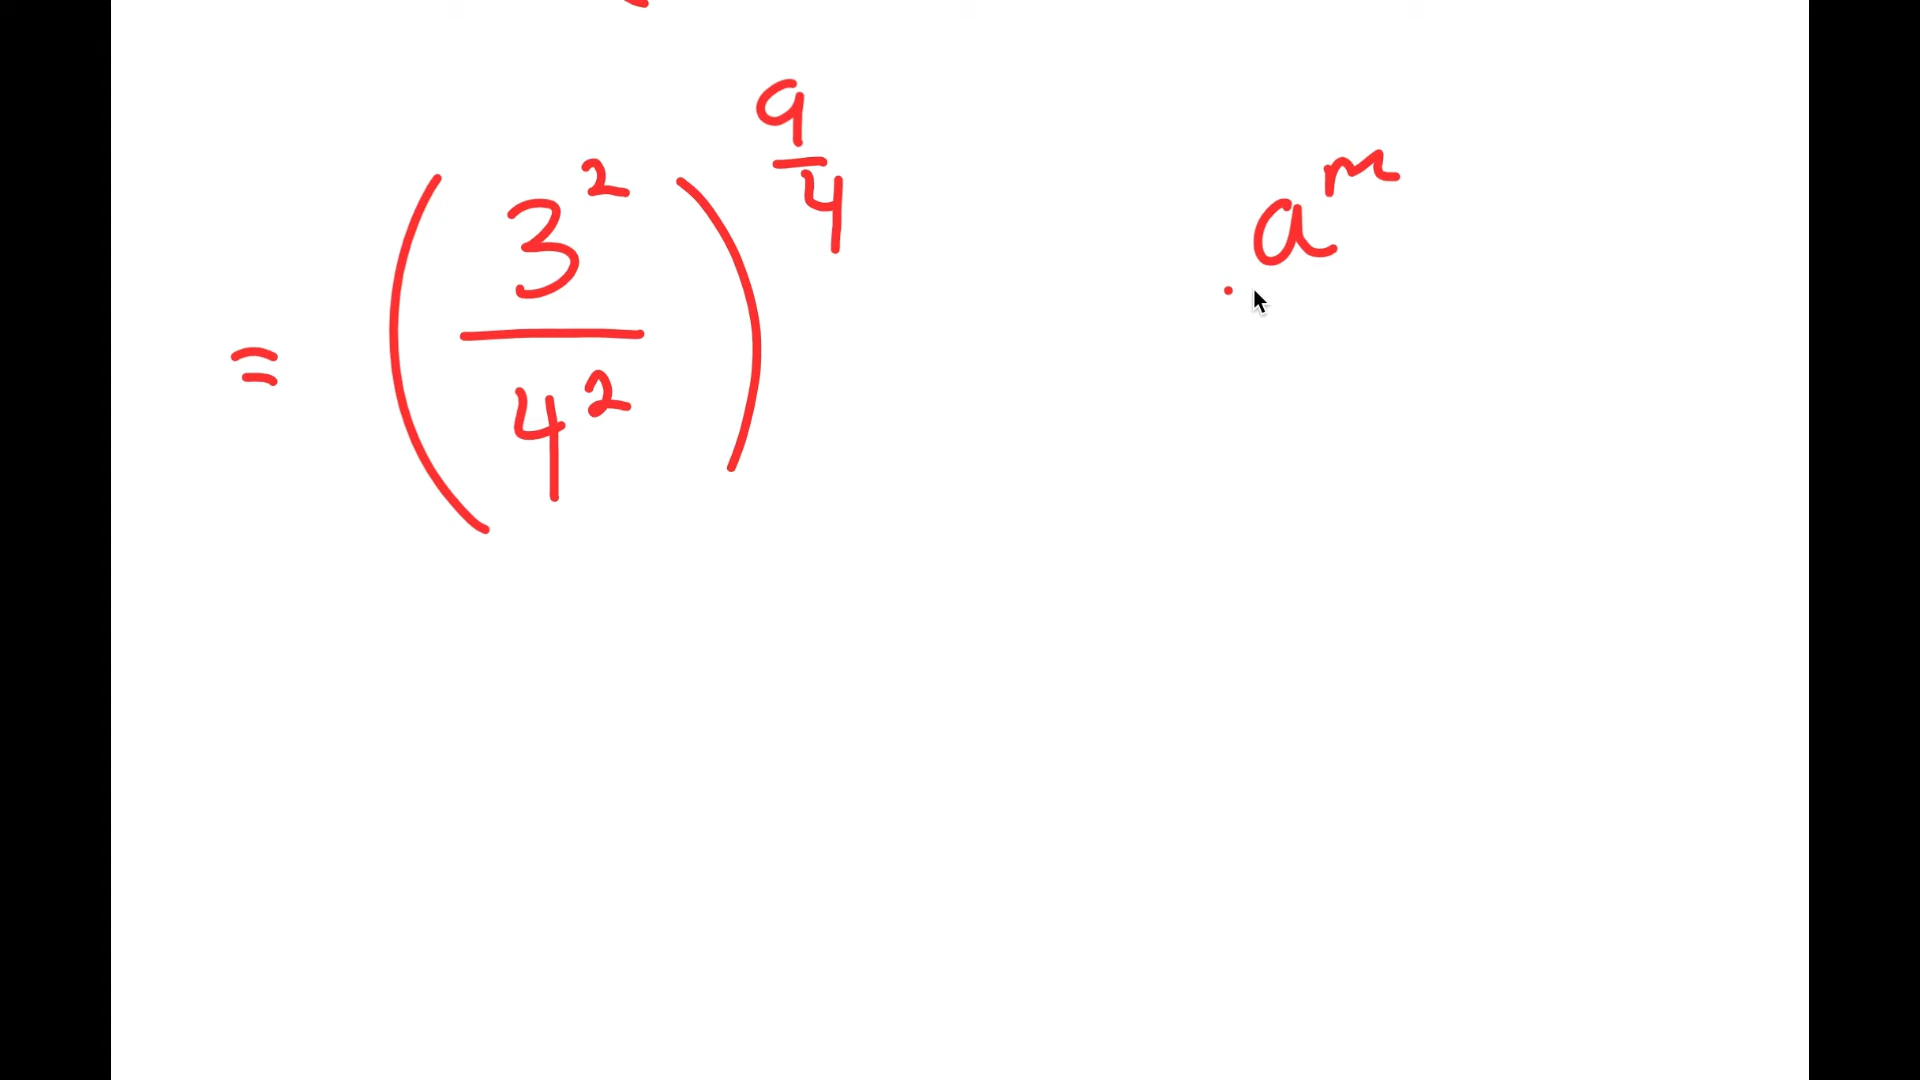 = (3² / 4²)^(9/4)
a^m